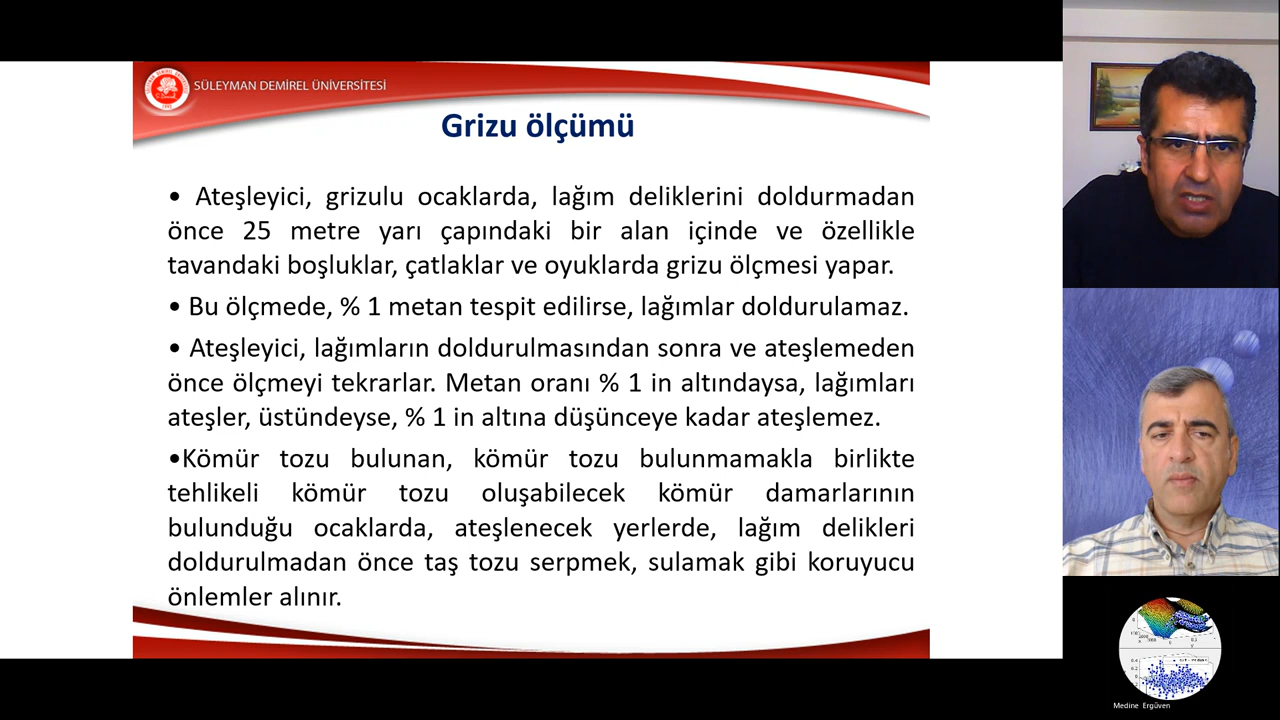 SÜLEYMAN DEMİREL ÜNİVERSİTESİ
Grizu ölçümü
• Ateşleyici, grizulu ocaklarda, lağım deliklerini doldurmadan
önce 25 metre yarı çapındaki bir alan içinde ve özellikle
tavandaki boşluklar, çatlaklar ve oyuklarda grizu ölçmesi yapar.
• Bu ölçmede, % 1 metan tespit edilirse, lağımlar doldurulamaz.
• Ateşleyici, lağımların doldurulmasından sonra ve ateşlemeden
önce ölçmeyi tekrarlar. Metan oranı % 1 in altındaysa, lağımları
ateşler, üstündeyse, % 1 in altına düşünceye kadar ateşlemez.
•Kömür tozu bulunan, kömür tozu bulunmamakla birlikte
tehlikeli kömür tozu oluşabilecek kömür damarlarının
bulunduğu ocaklarda, ateşlenecek yerlerde, lağım delikleri
doldurulmadan önce taş tozu serpmek, sulamak gibi koruyucu
önlemler alınır.
Medine Ergüven